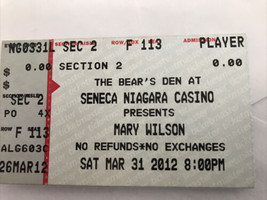 NG0331L SEC 2 F 113 PLAYER
$ 0.00 SECTION 2 0.00
$ THE BEAR'S DEN AT
SEC 2 SENECA NIAGARA CASINO
PO 4X PRESENTS
F 113 MARY WILSON
ALG603C NO REFUNDS*NO EXCHANGES
26MAR12 SAT MAR 31 2012 8:00PM